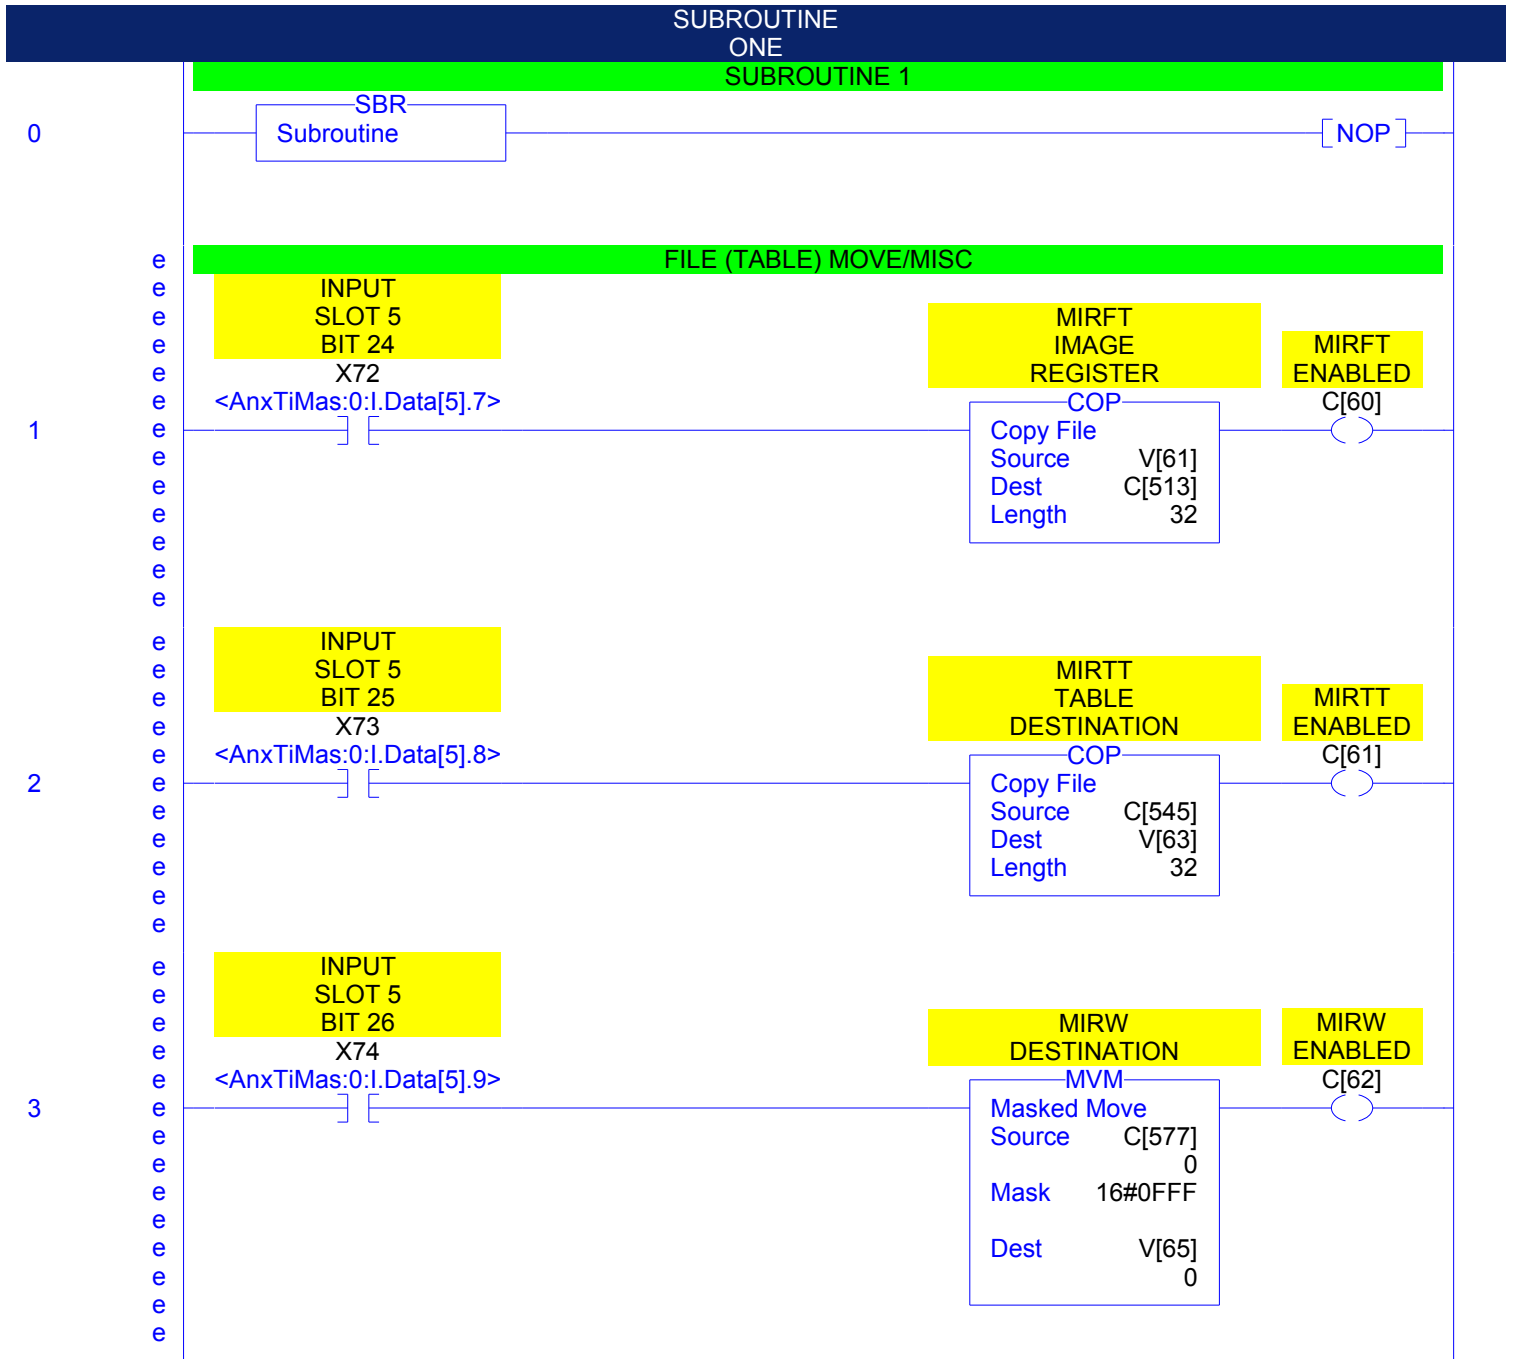 SUBROUTINE
ONE
SUBROUTINE 1
SBR
0
Subroutine
NOP
e
FILE (TABLE) MOVE/MISC
e
INPUT
e
SLOT 5
MIRFT
e
BIT 24
IMAGE
MIRFT
e
X72
REGISTER
ENABLED
e
<AnxTiMas:0:I.Data[5].7>
COP
C[60]
1
e
Copy File
e
Source V[61]
e
Dest C[513]
e
Length 32
e
e
e
e
INPUT
e
SLOT 5
MIRTT
e
BIT 25
TABLE
MIRTT
e
X73
DESTINATION
ENABLED
e
<AnxTiMas:0:I.Data[5].8>
COP
C[61]
2
e
Copy File
e
Source C[545]
e
Dest V[63]
e
Length 32
e
e
e
INPUT
e
SLOT 5
e
BIT 26
MIRW
MIRW
e
X74
DESTINATION
ENABLED
e
<AnxTiMas:0:I.Data[5].9>
MVM
C[62]
3
e
Masked Move
e
Source C[577]
e
0
e
Mask 16#0FFF
e
e
Dest V[65]
e
0
e
e